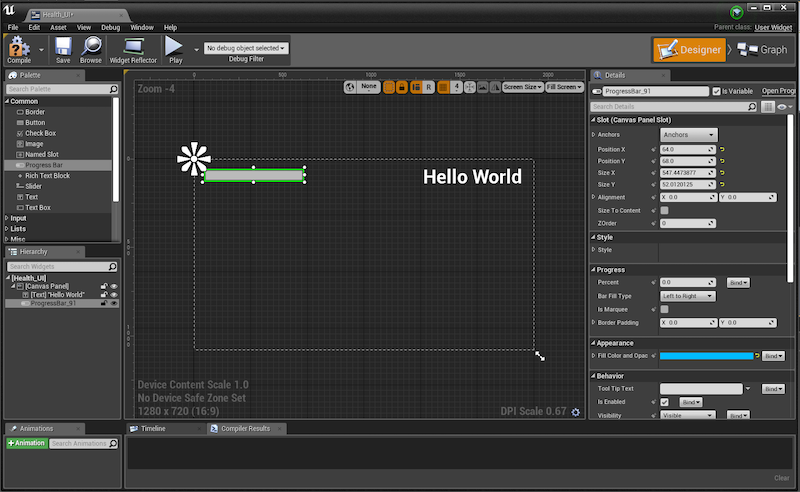 Health_UI*
File Edit Asset View Debug Window Help
Parent class: User Widget
Compile Save Browse Widget Reflector Play
No debug object selected
Debug Filter
Designer Graph
Palette
Search Palette
Common
Border
Button
Check Box
Image
Named Slot
Progress Bar
Rich Text Block
Slider
Text
Text Box
Input
Lists
Misc
Hierarchy
Search Widgets
[Health_UI]
[Canvas Panel]
[Text] "Hello World"
ProgressBar_91
Animations
+ Animation Search Animations
0 500 1000 1500 2000
Zoom -4
None R 4 Screen Size Fill Screen
0
500
1000
Hello World
Device Content Scale 1.0
No Device Safe Zone Set
1280 x 720 (16:9)
DPI Scale 0.67
Timeline Compiler Results
Clear
Details
ProgressBar_91 Is Variable Open Prog
Search Details
Slot (Canvas Panel Slot)
Anchors Anchors
Position X 64.0
Position Y 68.0
Size X 547.4473877
Size Y 52.0120125
Alignment X 0.0 Y 0.0
Size To Content
ZOrder 0
Style
Style
Progress
Percent 0.0 Bind
Bar Fill Type Left to Right
Is Marquee
Border Padding X 0.0 Y 0.0
Appearance
Fill Color and Opac Bind
Behavior
Tool Tip Text Bind
Is Enabled Bind
Visibility Visible Bind